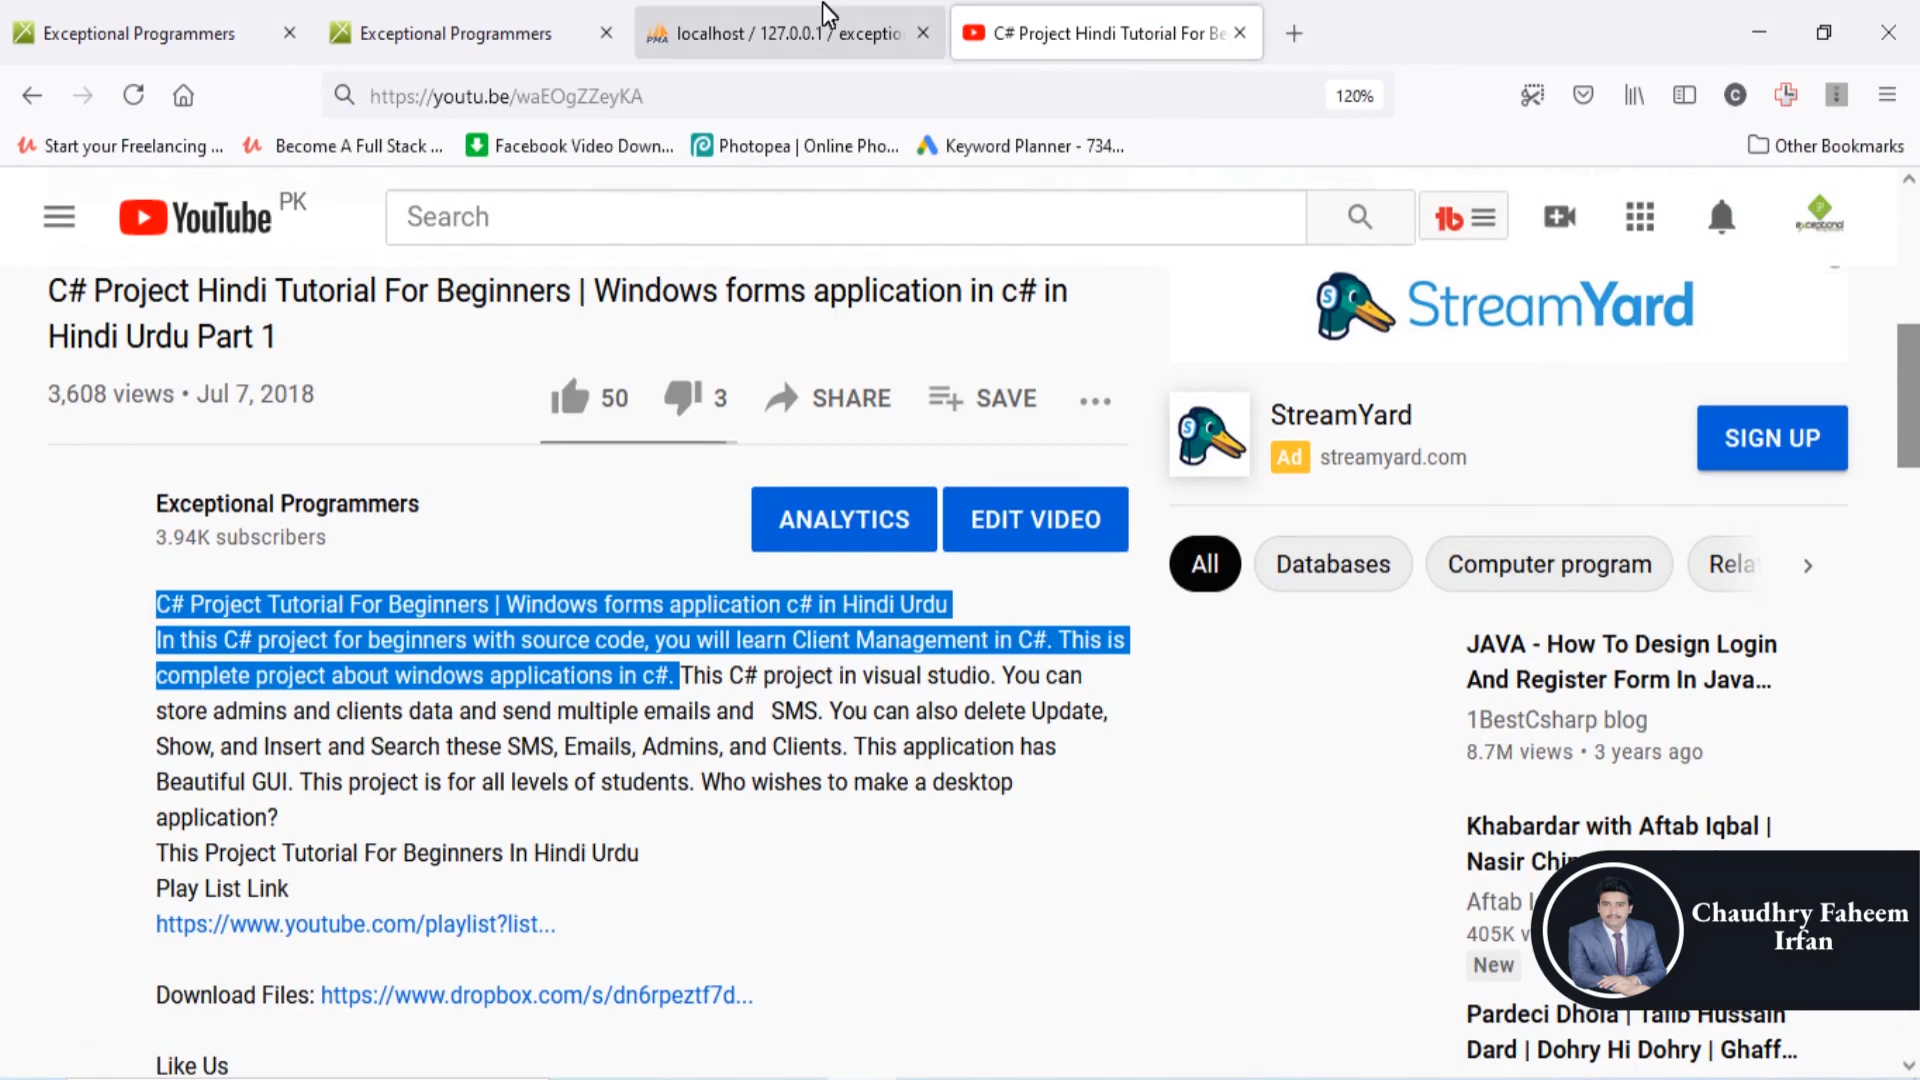 Exceptional Programmers
Exceptional Programmers
PMA localhost / 127.0.0.1 / exceptio
C# Project Hindi Tutorial For Be
https://youtu.be/waEOgZZeyKA
120%
Start your Freelancing ...
Become A Full Stack ...
Facebook Video Down...
Photopea | Online Pho...
Keyword Planner - 734...
Other Bookmarks
YouTube PK
Search
C# Project Hindi Tutorial For Beginners | Windows forms application in c# in
Hindi Urdu Part 1
3,608 views • Jul 7, 2018
50
3
SHARE
SAVE
Exceptional Programmers
3.94K subscribers
ANALYTICS
EDIT VIDEO
C# Project Tutorial For Beginners | Windows forms application c# in Hindi Urdu
In this C# project for beginners with source code, you will learn Client Management in C#. This is
complete project about windows applications in c#. This C# project in visual studio. You can
store admins and clients data and send multiple emails and SMS. You can also delete Update,
Show, and Insert and Search these SMS, Emails, Admins, and Clients. This application has
Beautiful GUI. This project is for all levels of students. Who wishes to make a desktop
application?
This Project Tutorial For Beginners In Hindi Urdu
Play List Link
https://www.youtube.com/playlist?list...
Download Files: https://www.dropbox.com/s/dn6rpeztf7d...
Like Us
StreamYard
StreamYard
Ad streamyard.com
SIGN UP
All
Databases
Computer program
Rela
JAVA - How To Design Login
And Register Form In Java...
1BestCsharp blog
8.7M views • 3 years ago
Khabardar with Aftab Iqbal |
Nasir
Aftab
405K
New
Chaudhry Faheem
Irfan
Pardeci Dhola | Talib Hussain
Dard | Dohry Hi Dohry | Ghaff...